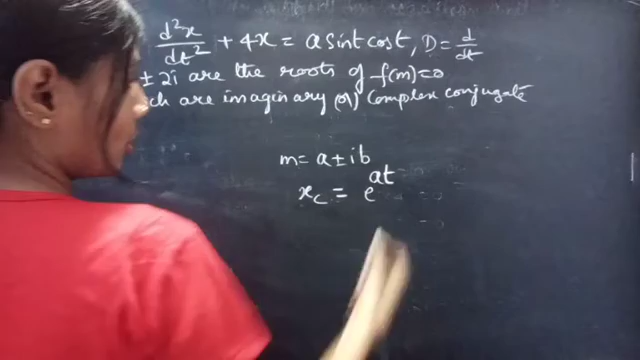 d²x/dt² + 4x = a sint cost, D = d/dt
± 2i are the roots of f(m)=0
ch are imaginary (or) Complex conjugate
m = a ± ib
x_c = e^{at}